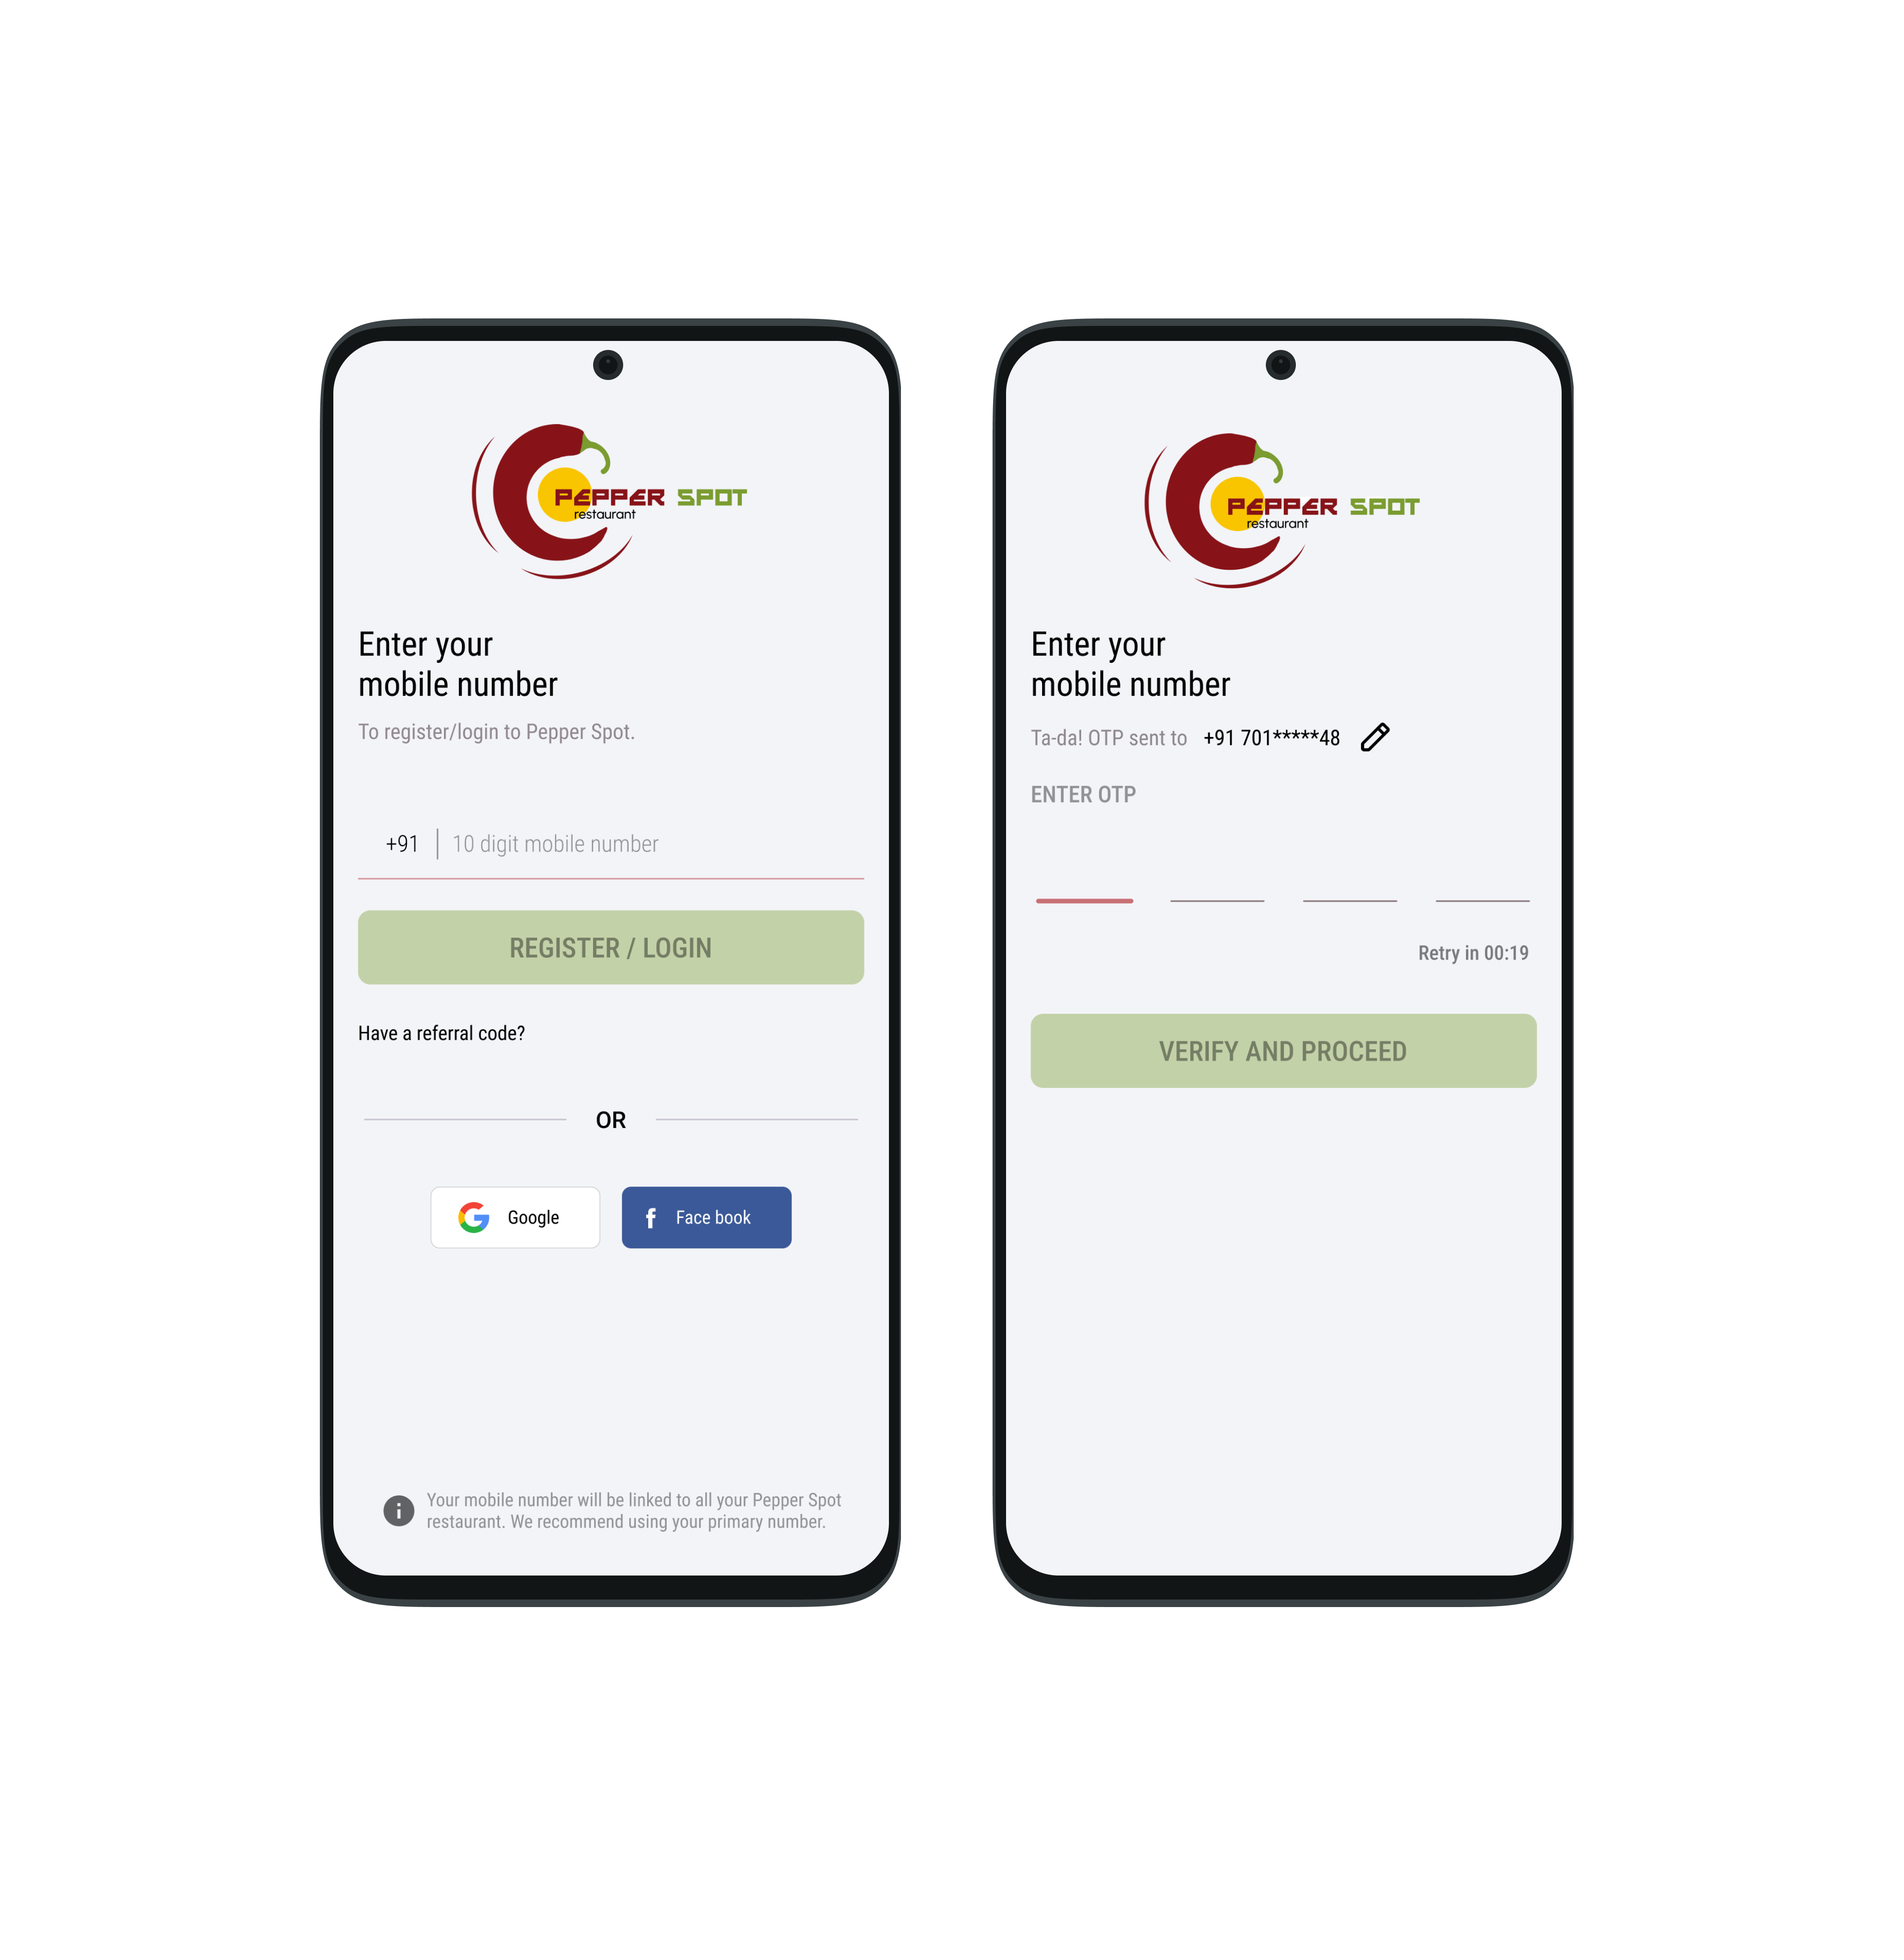 PEPPER SPOT
restaurant
Enter your
mobile number
To register/login to Pepper Spot.
+91 10 digit mobile number
REGISTER / LOGIN
Have a referral code?
OR
Google
Face book
Your mobile number will be linked to all your Pepper Spot
restaurant. We recommend using your primary number.
PEPPER SPOT
restaurant
Enter your
mobile number
Ta-da! OTP sent to +91 701*****48
ENTER OTP
Retry in 00:19
VERIFY AND PROCEED